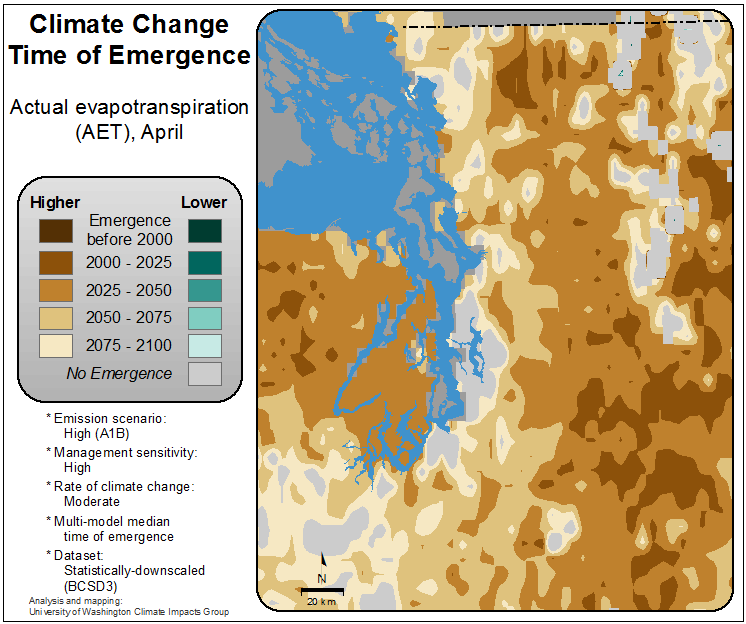 Climate Change
Time of Emergence
Actual evapotranspiration
(AET), April
Higher Lower
Emergence
before 2000
2000 - 2025
2025 - 2050
2050 - 2075
2075 - 2100
No Emergence
* Emission scenario:
High (A1B)
* Management sensitivity:
High
* Rate of climate change:
Moderate
* Multi-model median
time of emergence
* Dataset:
Statistically-downscaled
(BCSD3)
Analysis and mapping:
University of Washington Climate Impacts Group
N
20 km